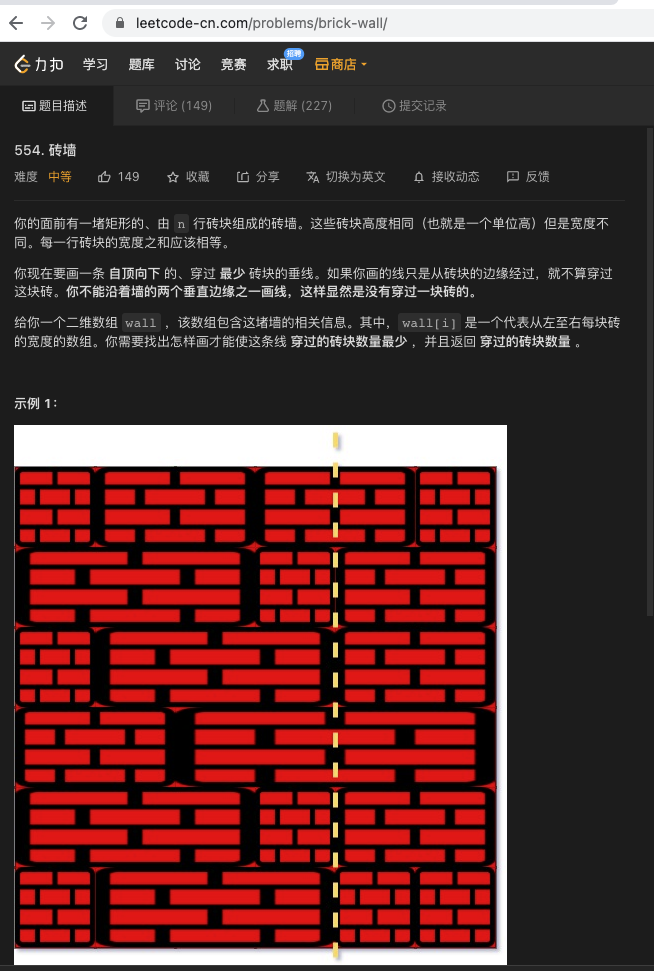 leetcode-cn.com/problems/brick-wall/
力扣 学习 题库 讨论 竞赛 求职 招聘 商店
题目描述 评论 (149) 题解 (227) 提交记录
554. 砖墙
难度 中等 149 收藏 分享 切换为英文 接收动态 反馈
你的面前有一堵矩形的、由 n 行砖块组成的砖墙。这些砖块高度相同（也就是一个单位高）但是宽度不
同。每一行砖块的宽度之和应该相等。
你现在要画一条 自顶向下 的、穿过 最少 砖块的垂线。如果你画的线只是从砖块的边缘经过，就不算穿过
这块砖。你不能沿着墙的两个垂直边缘之一画线，这样显然是没有穿过一块砖的。
给你一个二维数组 wall ，该数组包含这堵墙的相关信息。其中，wall[i] 是一个代表从左至右每块砖
的宽度的数组。你需要找出怎样画才能使这条线 穿过的砖块数量最少 ，并且返回 穿过的砖块数量 。
示例 1：